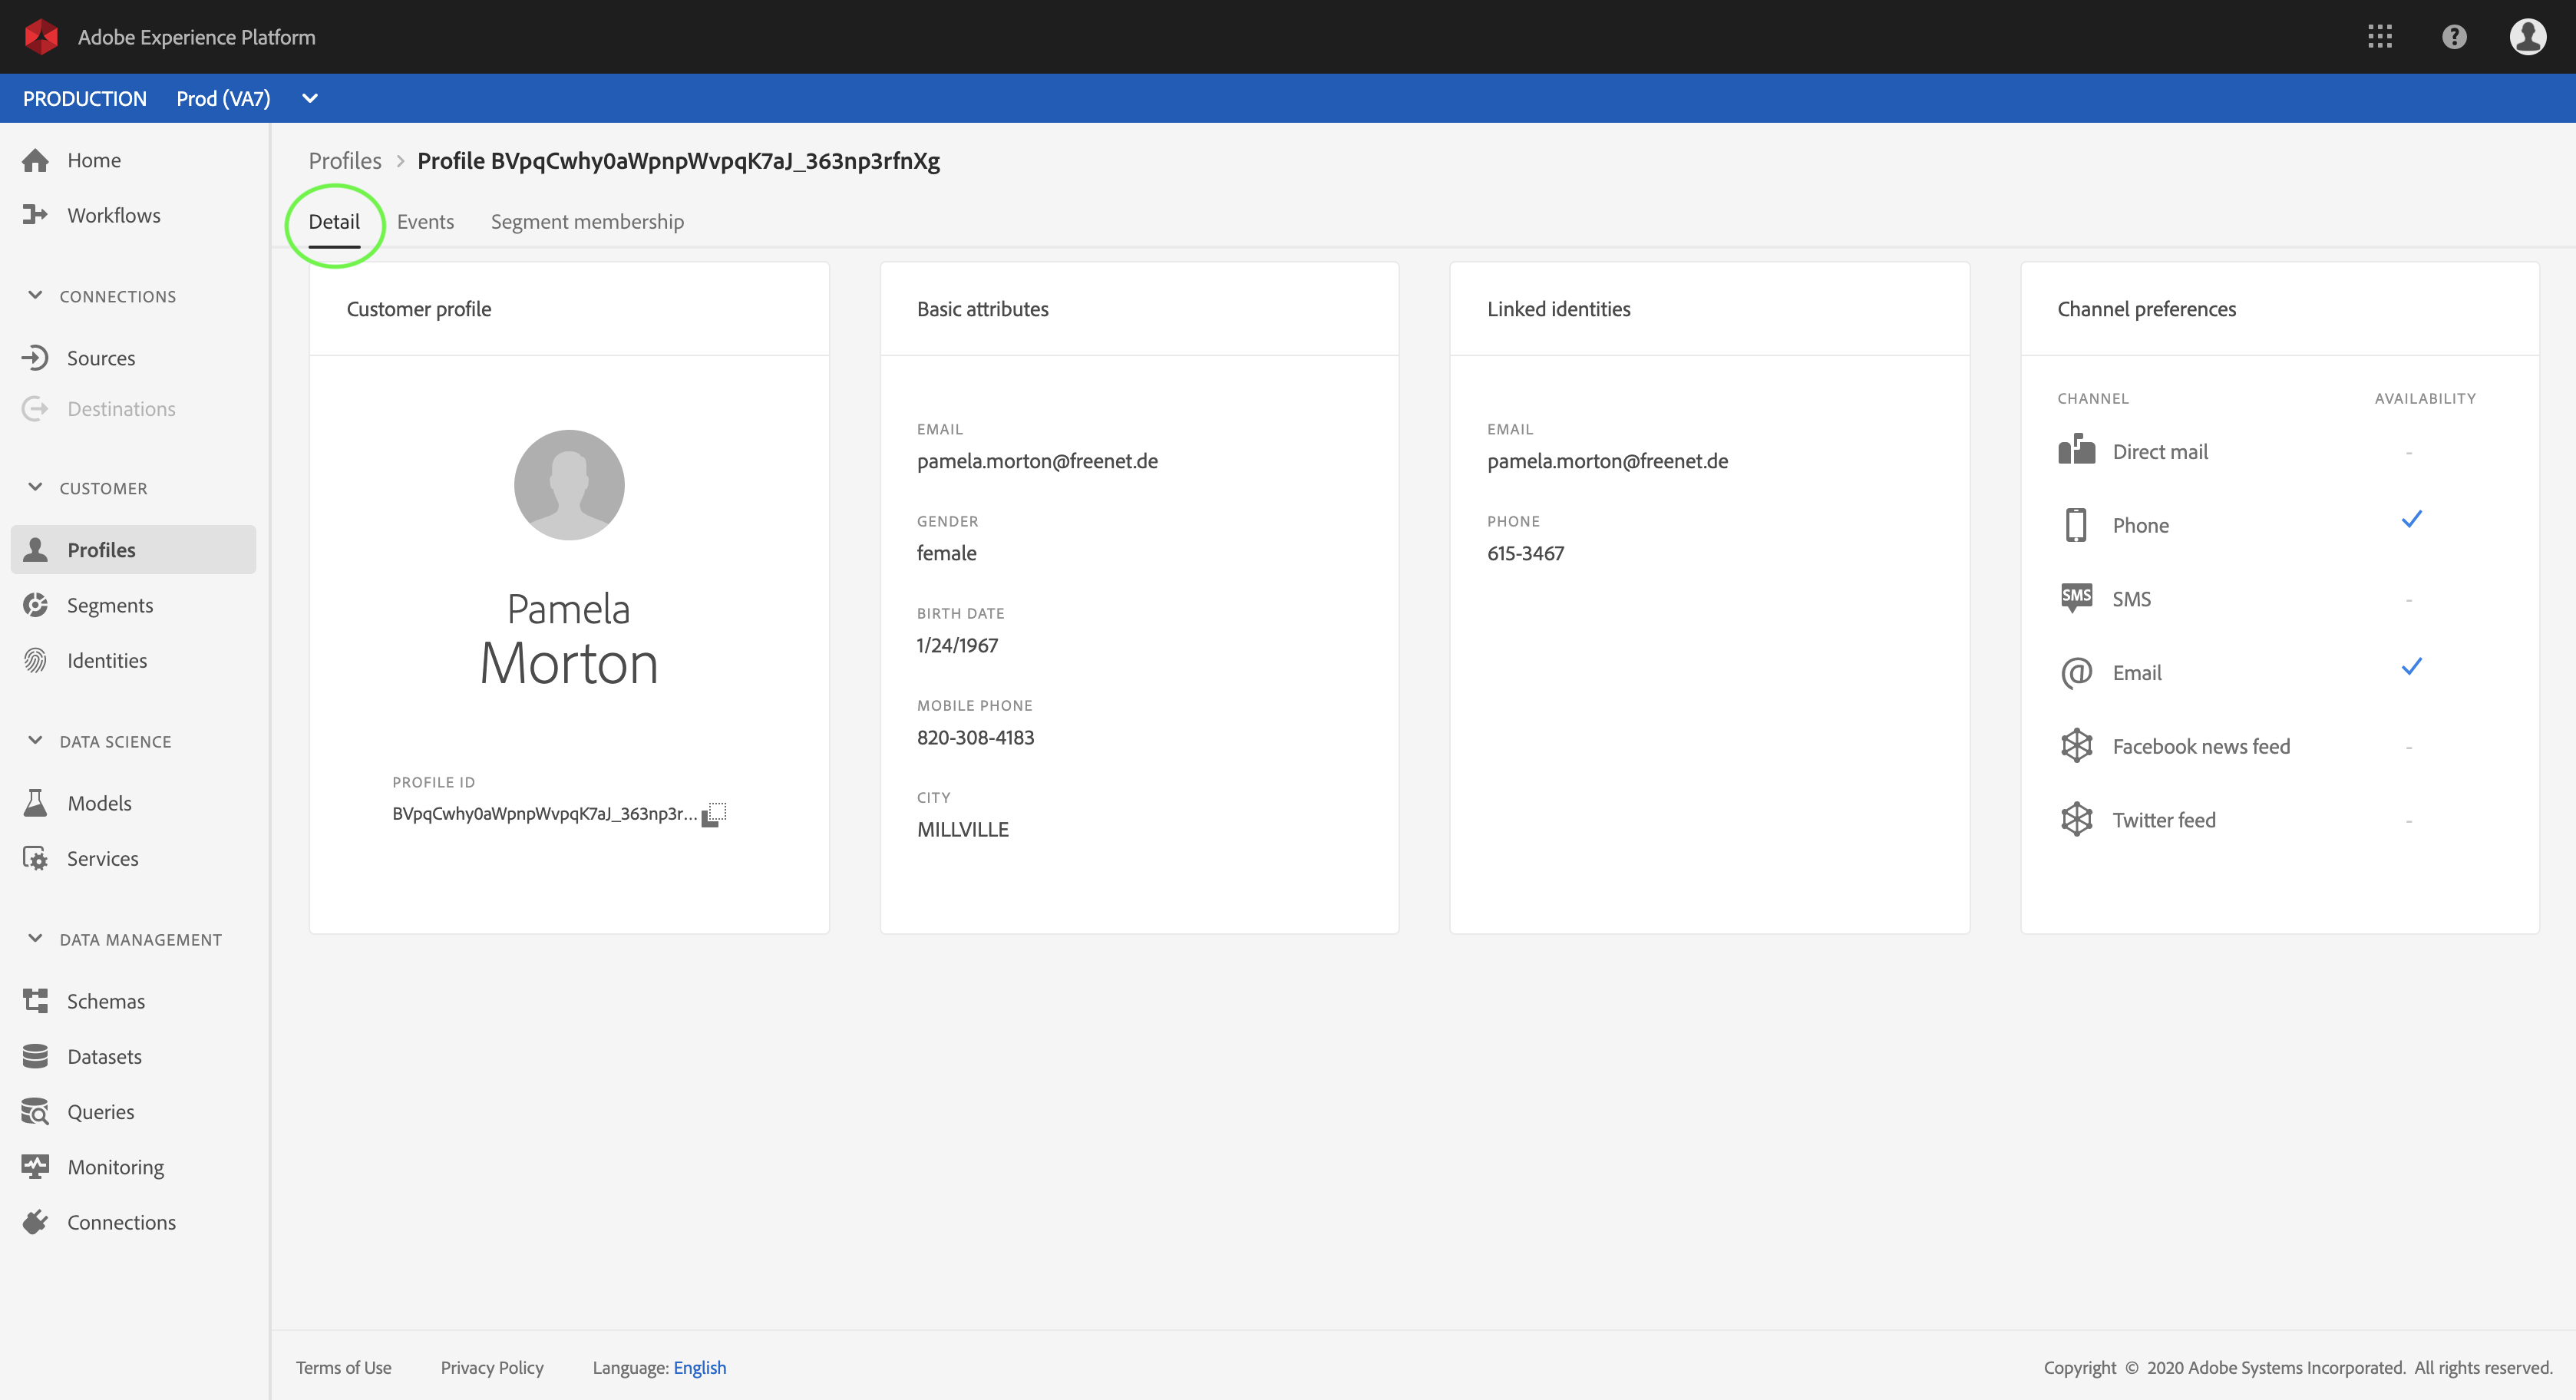 Adobe Experience Platform
PRODUCTION Prod (VA7)
Home
Workflows
CONNECTIONS
Sources
Destinations
CUSTOMER
Profiles
Segments
Identities
DATA SCIENCE
Models
Services
DATA MANAGEMENT
Schemas
Datasets
Queries
Monitoring
Connections
Profiles > Profile BVpqCwhy0aWpnpWvpqK7aJ_363np3rfnXg
Detail Events Segment membership
Customer profile
Pamela
Morton
PROFILE ID
BVpqCwhy0aWpnpWvpqK7aJ_363np3r...
Basic attributes
EMAIL
pamela.morton@freenet.de
GENDER
female
BIRTH DATE
1/24/1967
MOBILE PHONE
820-308-4183
CITY
MILLVILLE
Linked identities
EMAIL
pamela.morton@freenet.de
PHONE
615-3467
Channel preferences
CHANNEL AVAILABILITY
Direct mail -
Phone
SMS SMS -
Email
Facebook news feed -
Twitter feed -
Terms of Use Privacy Policy Language: English
Copyright © 2020 Adobe Systems Incorporated. All rights reserved.